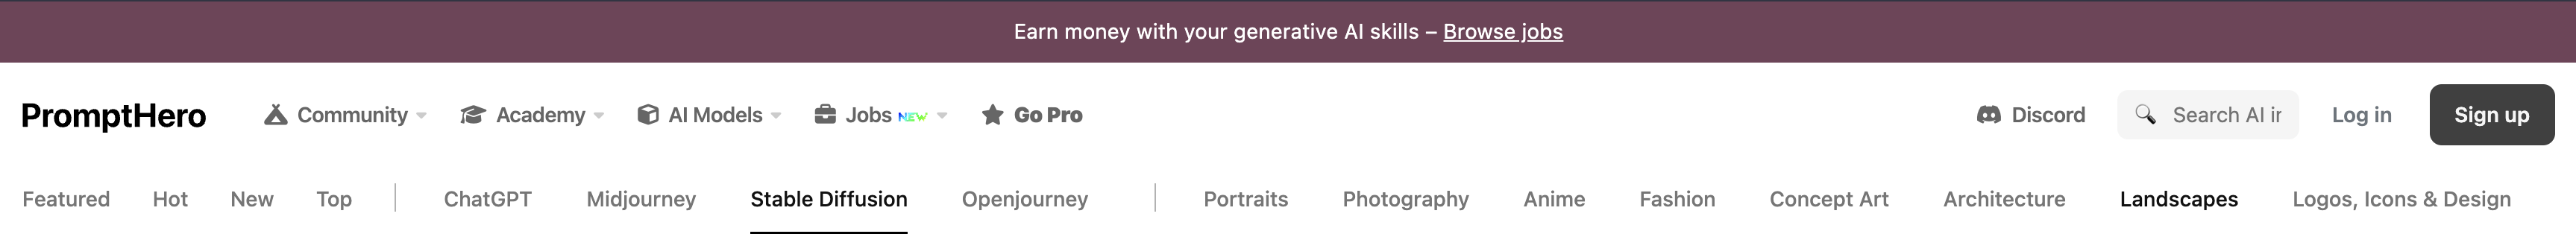 Earn money with your generative AI skills – Browse jobs
PromptHero Community Academy AI Models Jobs NEW Go Pro Discord Search AI Log in Sign up
Featured Hot New Top ChatGPT Midjourney Stable Diffusion Openjourney Portraits Photography Anime Fashion Concept Art Architecture Landscapes Logos, Icons & Design